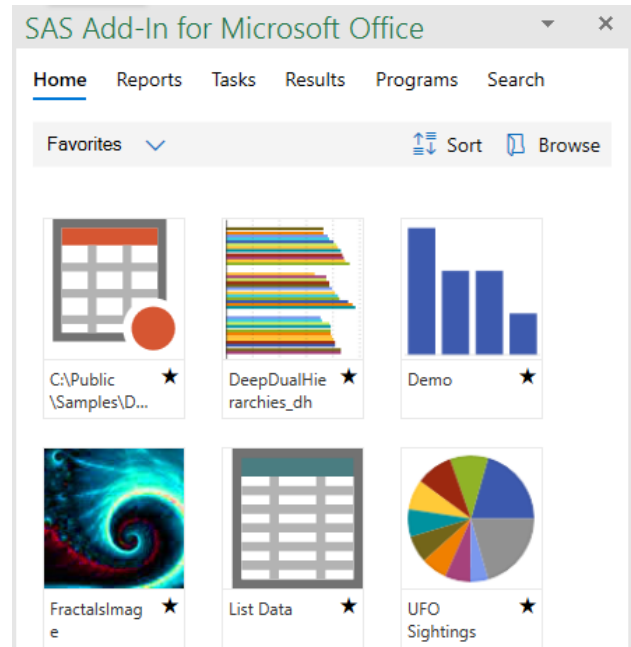 SAS Add-In for Microsoft Office
Home Reports Tasks Results Programs Search
Favorites Sort Browse
C:\Public
\Samples\D...
DeepDualHie
rarchies_dh
Demo
FractalsImag
e
List Data
UFO
Sightings